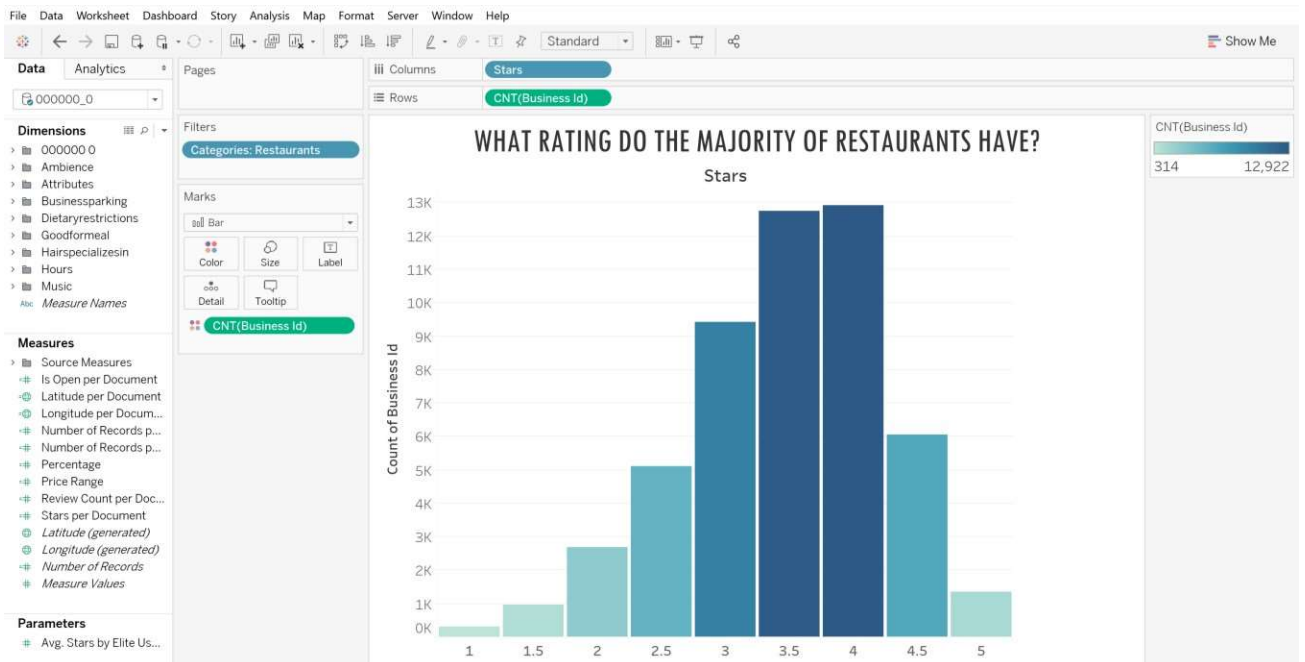 File Data Worksheet Dashboard Story Analysis Map Format Server Window Help
Standard
Show Me
Data Analytics
000000_0
Dimensions
000000 0
Ambience
Attributes
Businessparking
Dietaryrestrictions
Goodformeal
Hairspecializesin
Hours
Music
Abc Measure Names
Measures
Source Measures
Is Open per Document
Latitude per Document
Longitude per Docum...
Number of Records p...
Number of Records p...
Percentage
Price Range
Review Count per Doc...
Stars per Document
Latitude (generated)
Longitude (generated)
Number of Records
Measure Values
Parameters
Avg. Stars by Elite Us...
Pages
Filters
Categories: Restaurants
Marks
Bar
Color Size Label
Detail Tooltip
CNT(Business Id)
Columns Stars
Rows CNT(Business Id)
WHAT RATING DO THE MAJORITY OF RESTAURANTS HAVE?
Stars
Count of Business Id
13K
12K
11K
10K
9K
8K
7K
6K
5K
4K
3K
2K
1K
0K
1 1.5 2 2.5 3 3.5 4 4.5 5
CNT(Business Id)
314 12,922